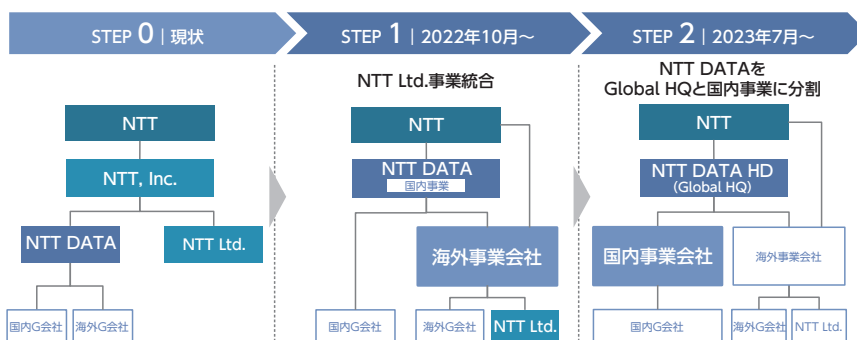 STEP 0 | 現状
STEP 1 | 2022年10月～
STEP 2 | 2023年7月～
NTT
NTT, Inc.
NTT DATA
NTT Ltd.
国内G会社
海外G会社
NTT Ltd.事業統合
NTT
NTT DATA
国内事業
海外事業会社
国内G会社
海外G会社
NTT Ltd.
NTT DATAを
Global HQと国内事業に分割
NTT
NTT DATA HD
(Global HQ)
国内事業会社
海外事業会社
国内G会社
海外G会社
NTT Ltd.